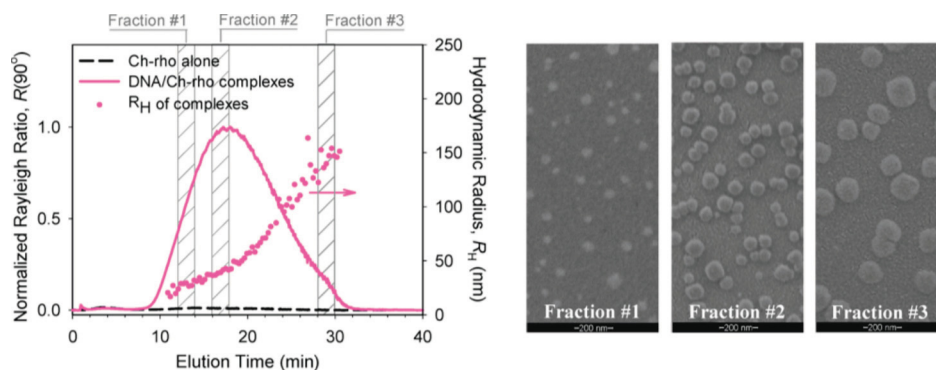 Fraction #1
Fraction #2
Fraction #3
Ch-rho alone
DNA/Ch-rho complexes
R_H of complexes
Normalized Rayleigh Ratio, R(90°)
1.0
0.5
0.0
250
200
150
100
50
0
Hydrodynamic Radius, R_H (nm)
0
10
20
30
40
Elution Time (min)
Fraction #1
200 nm
Fraction #2
200 nm
Fraction #3
200 nm